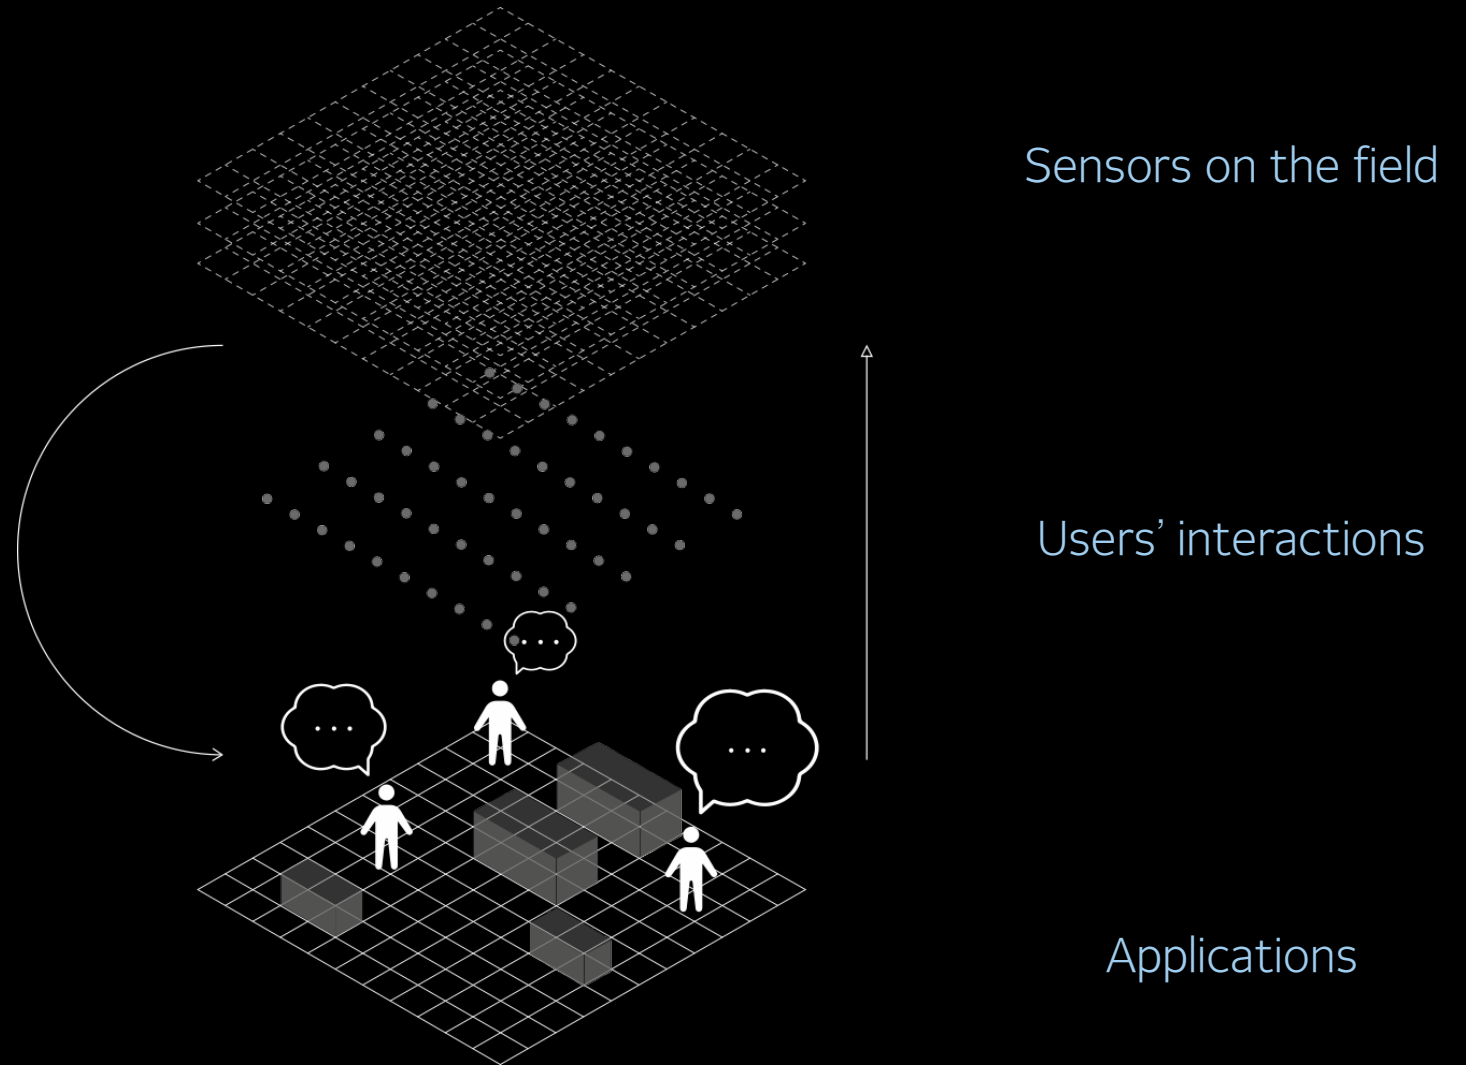 Sensors on the field
Users’ interactions
...
...
...
Applications